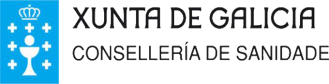 XUNTA DE GALICIA
CONSELLERÍA DE SANIDADE